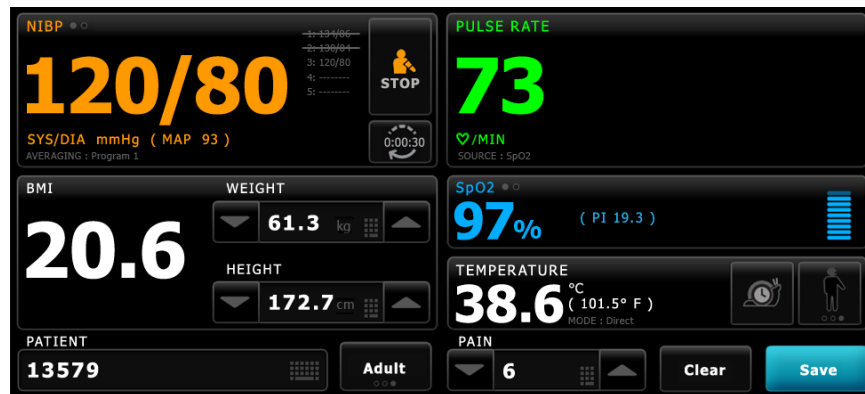 NIBP
1: 134/86
2: 130/84
3: 120/80
4: --------
5: --------
120/80
STOP
SYS/DIA mmHg ( MAP 93 )
AVERAGING : Program 1
0:00:30
PULSE RATE
73
/MIN
SOURCE : SpO2
BMI
20.6
WEIGHT
61.3 kg
HEIGHT
172.7 cm
SpO2
97%
( PI 19.3 )
TEMPERATURE
38.6
°C
( 101.5° F )
MODE : Direct
PATIENT
13579
Adult
PAIN
6
Clear
Save